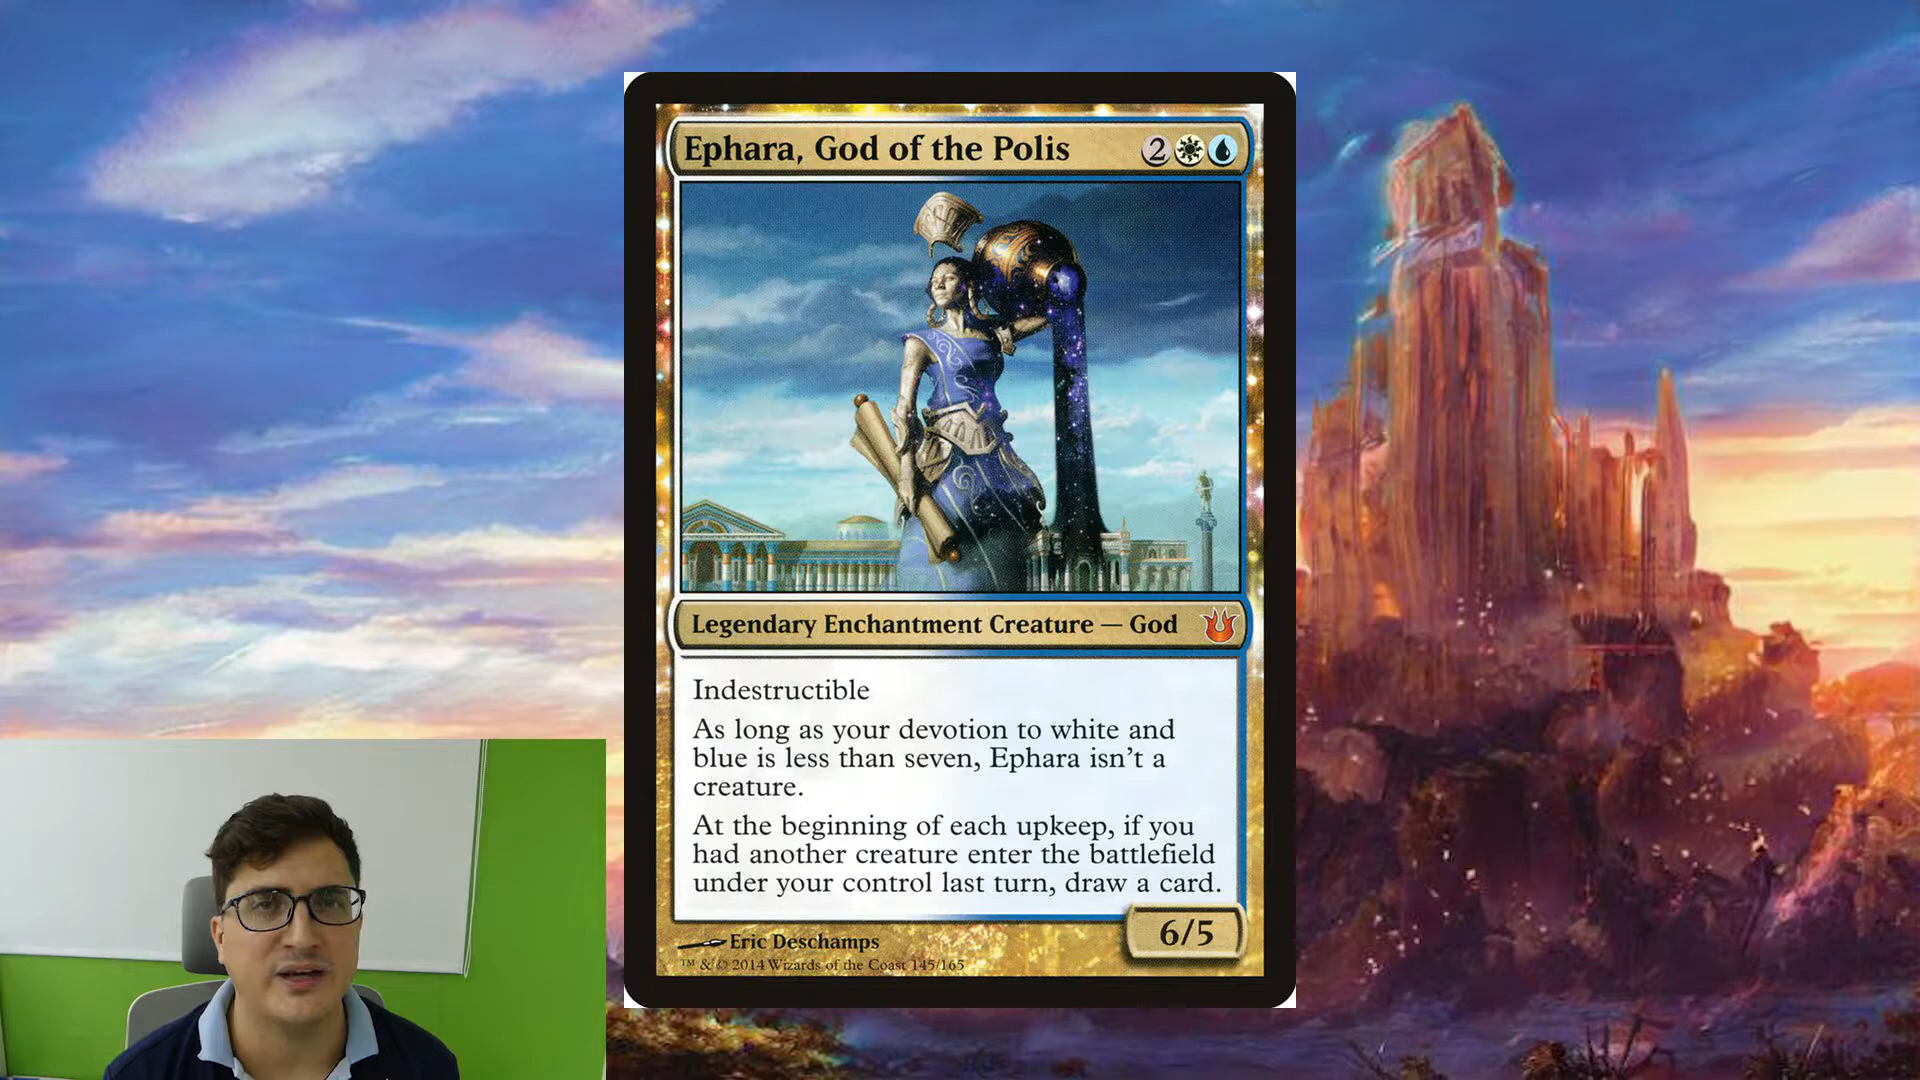 Ephara, God of the Polis 2
Legendary Enchantment Creature — God
Indestructible
As long as your devotion to white and
blue is less than seven, Ephara isn't a
creature.
At the beginning of each upkeep, if you
had another creature enter the battlefield
under your control last turn, draw a card.
6/5
Eric Deschamps
™ & © 2014 Wizards of the Coast 145/165